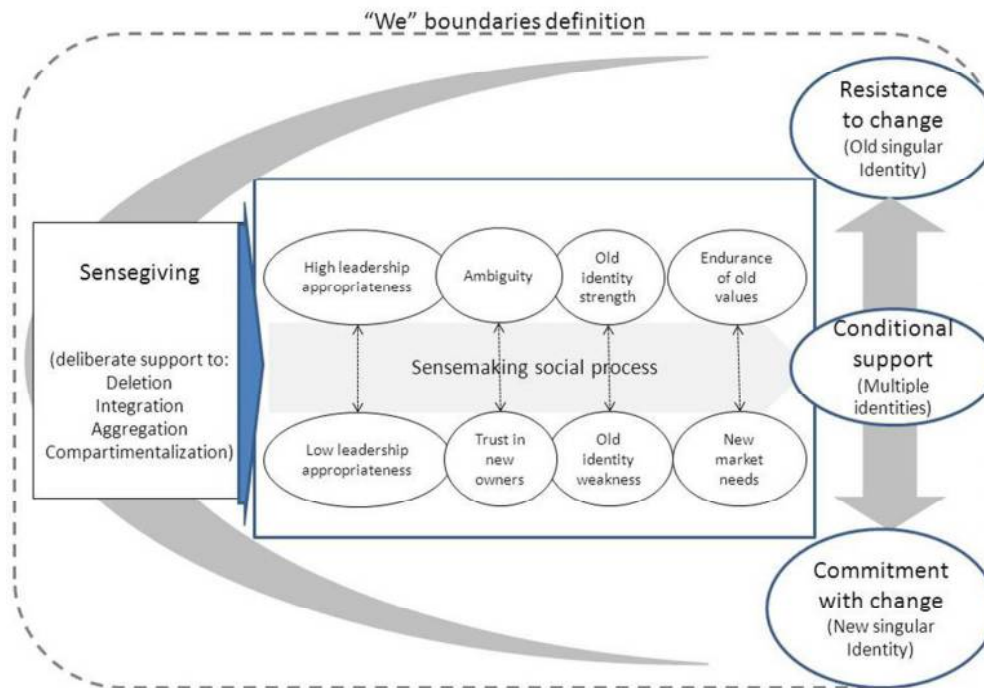 “We” boundaries definition
Resistance
to change
(Old singular
Identity)
Sensegiving
(deliberate support to:
Deletion
Integration
Aggregation
Compartimentalization)
High leadership
appropriateness
Ambiguity
Old
identity
strength
Endurance
of old
values
Sensemaking social process
Low leadership
appropriateness
Trust in
new
owners
Old
identity
weakness
New
market
needs
Conditional
support
(Multiple
identities)
Commitment
with change
(New singular
Identity)